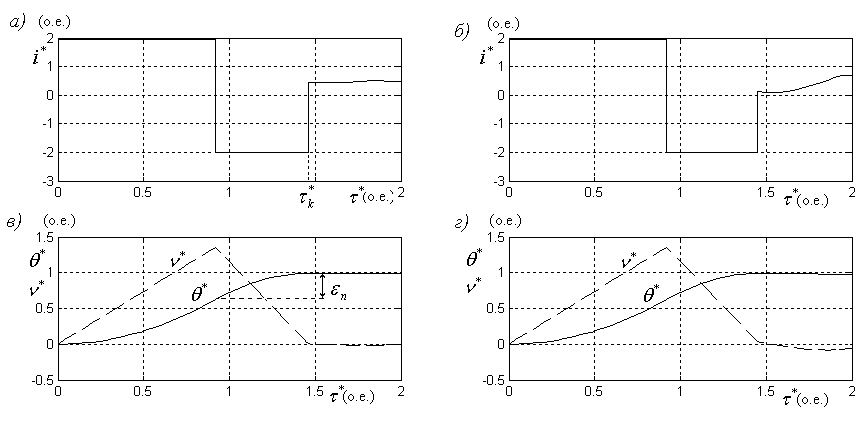 а) (о.е.)
2
i*
1
0
-1
-2
-3
0 0.5 1 τ*k τ*(о.е.) 2
б) (о.е.)
2
i*
1
0
-1
-2
-3
0 0.5 1 1.5 τ*(о.е.) 2
в) (о.е.)
1.5
θ*
ν*
1
0.5
0
-0.5
ν*
θ*
εn
0 0.5 1 1.5 τ*(о.е.) 2
г) (о.е.)
1.5
θ*
ν*
1
0.5
0
-0.5
ν*
θ*
0 0.5 1 1.5 τ*(о.е.) 2